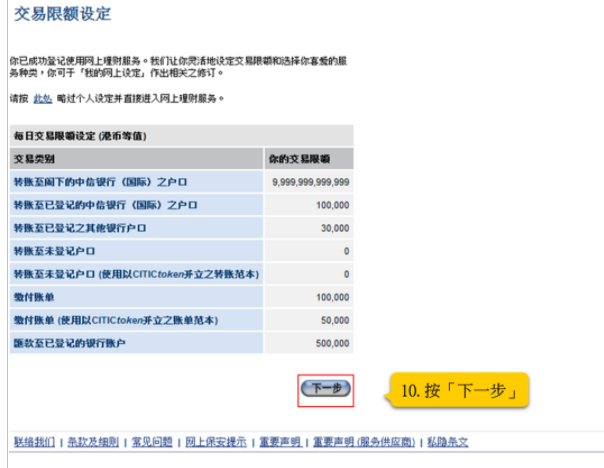 交易限额设定
你已成功登记使用网上理财服务。我们让你灵活地设定交易限额和选择你喜爱的服
务种类，你可于「我的网上设定」作出相关之修订。
请按 此处 略过个人设定并直接进入网上理财服务。
每日交易限额设定 (港币等值)
交易类别 你的交易限额
转账至阁下的中信银行（国际）之户口 9,999,999,999,999
转账至已登记的中信银行（国际）之户口 100,000
转账至已登记之其他银行户口 30,000
转账至未登记户口 0
转账至未登记户口 (使用以CITICtoken开立之转账范本) 0
缴付账单 100,000
缴付账单 (使用以CITICtoken开立之账单范本) 50,000
汇款至已登记的银行账户 500,000
下一步
10.按「下一步」
联络我们 | 条款及细则 | 常见问题 | 网上保安提示 | 重要声明 | 重要声明 (服务供应商) | 私隐条文